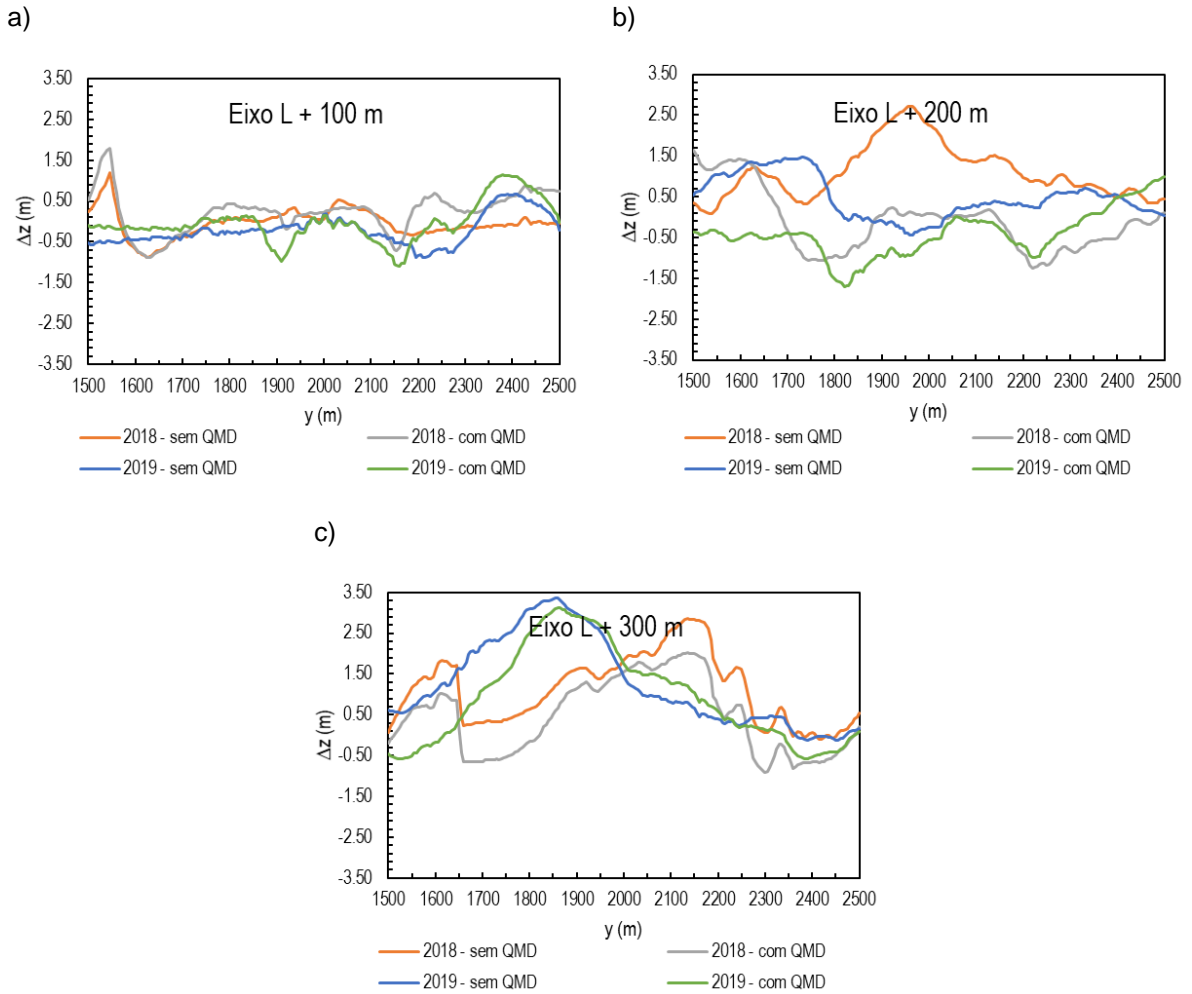 a)
3.50
2.50
1.50
0.50
-0.50
-1.50
-2.50
-3.50
Δz (m)
Eixo L + 100 m
1500 1600 1700 1800 1900 2000 2100 2200 2300 2400 2500
y (m)
2018 - sem QMD
2018 - com QMD
2019 - sem QMD
2019 - com QMD
b)
3.50
2.50
1.50
0.50
-0.50
-1.50
-2.50
-3.50
Δz (m)
Eixo L + 200 m
1500 1600 1700 1800 1900 2000 2100 2200 2300 2400 2500
y (m)
2018 - sem QMD
2018 - com QMD
2019 - sem QMD
2019 - com QMD
c)
3.50
2.50
1.50
0.50
-0.50
-1.50
-2.50
-3.50
Δz (m)
Eixo L + 300 m
1500 1600 1700 1800 1900 2000 2100 2200 2300 2400 2500
y (m)
2018 - sem QMD
2018 - com QMD
2019 - sem QMD
2019 - com QMD